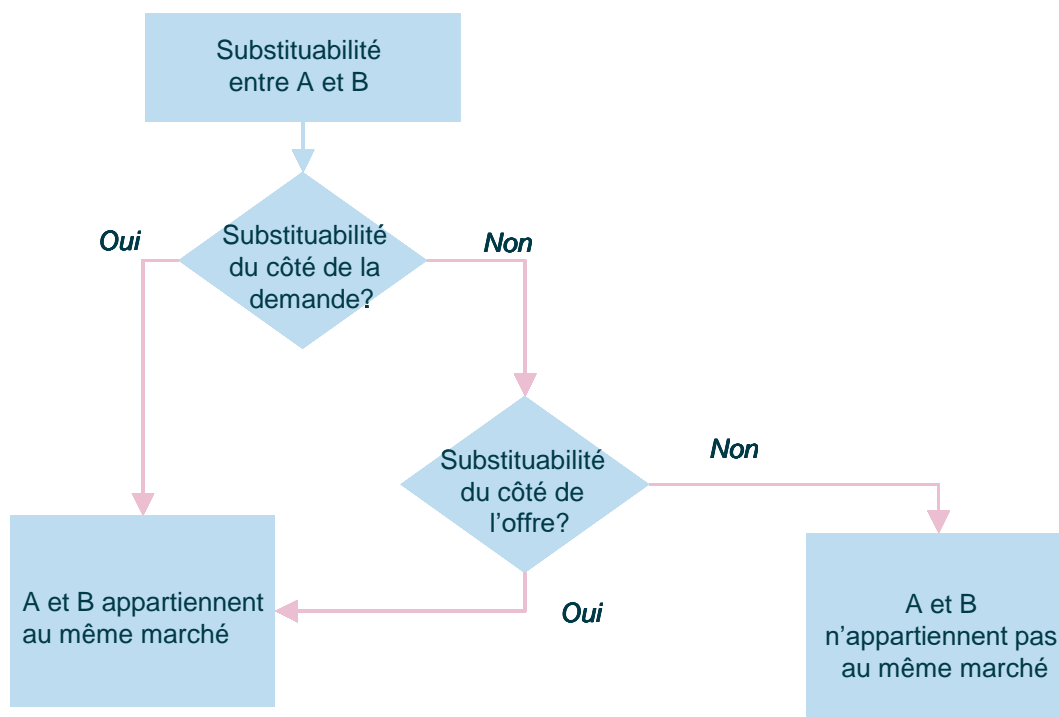 Substituabilité
entre A et B
Oui
Substituabilité
du côté de la
demande?
Non
Substituabilité
du côté de
l’offre?
Non
A et B appartiennent
au même marché
Oui
A et B
n’appartiennent pas
au même marché